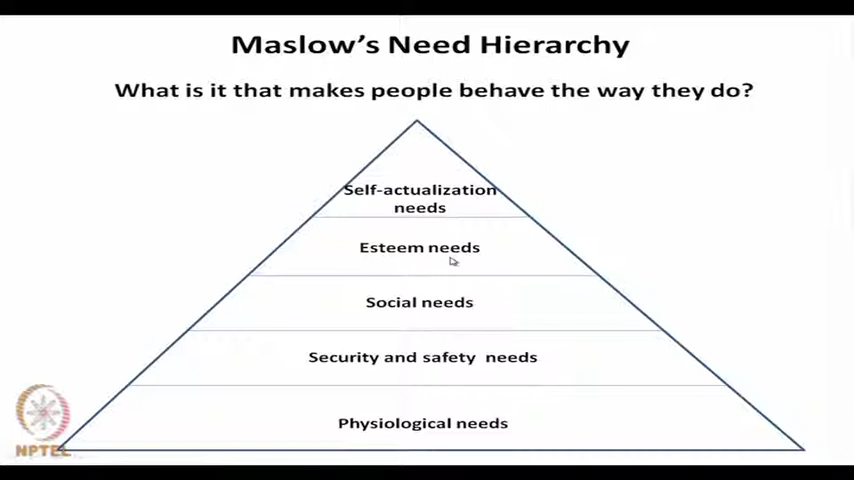 Maslow's Need Hierarchy
What is it that makes people behave the way they do?
Self-actualization
needs
Esteem needs
Social needs
Security and safety needs
Physiological needs
NPTEL